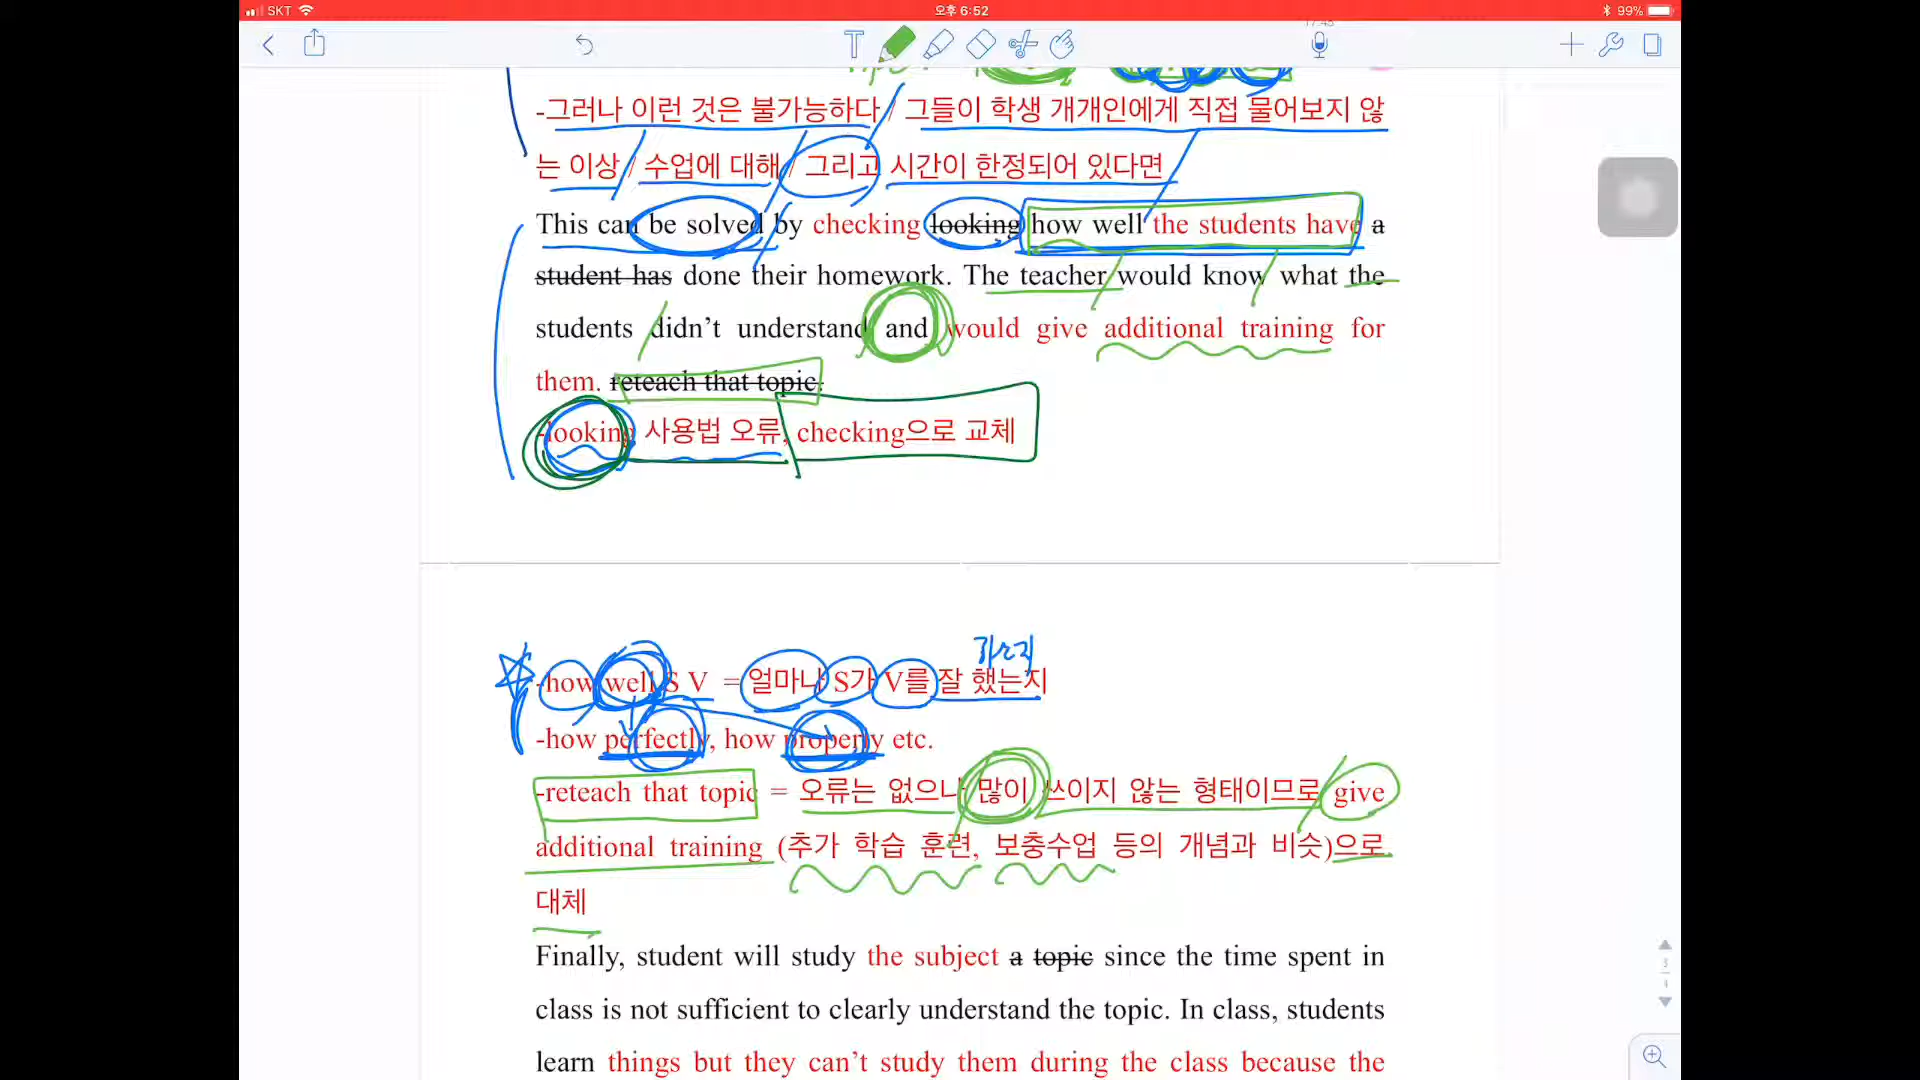 SKT 오후 6:52 99%
T
-그러나 이런 것은 불가능하다 / 그들이 학생 개개인에게 직접 물어보지 않
는 이상 / 수업에 대해 / 그리고 시간이 한정되어 있다면
This can be solved by checking looking how well the students have a
student has done their homework. The teacher would know what the
students didn’t understand and would give additional training for
them. reteach that topic.
-looking 사용법 오류, checking으로 교체
하는지
-how well S V = 얼마나 S가 V를 잘 했는지
-how perfectly, how properly etc.
-reteach that topic = 오류는 없으나 많이 쓰이지 않는 형태이므로 give
additional training (추가 학습 훈련, 보충수업 등의 개념과 비슷)으로
대체
Finally, student will study the subject a topic since the time spent in
class is not sufficient to clearly understand the topic. In class, students
learn things but they can’t study them during the class because the
3
4